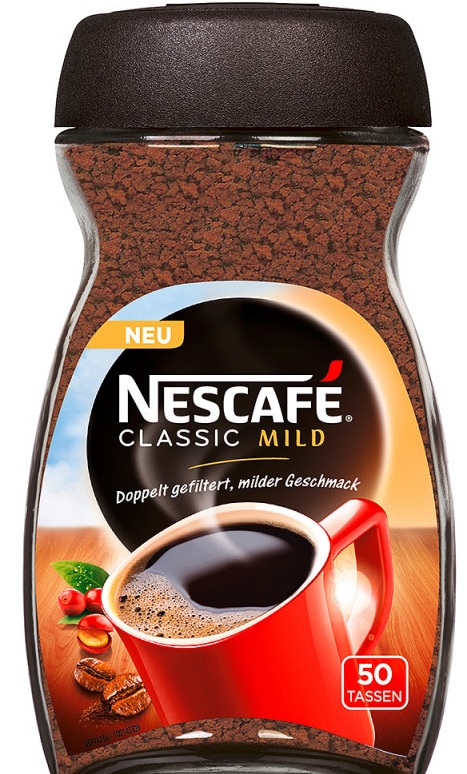 NEU
NESCAFÉ®
CLASSIC MILD
Doppelt gefiltert, milder Geschmack
50
TASSEN